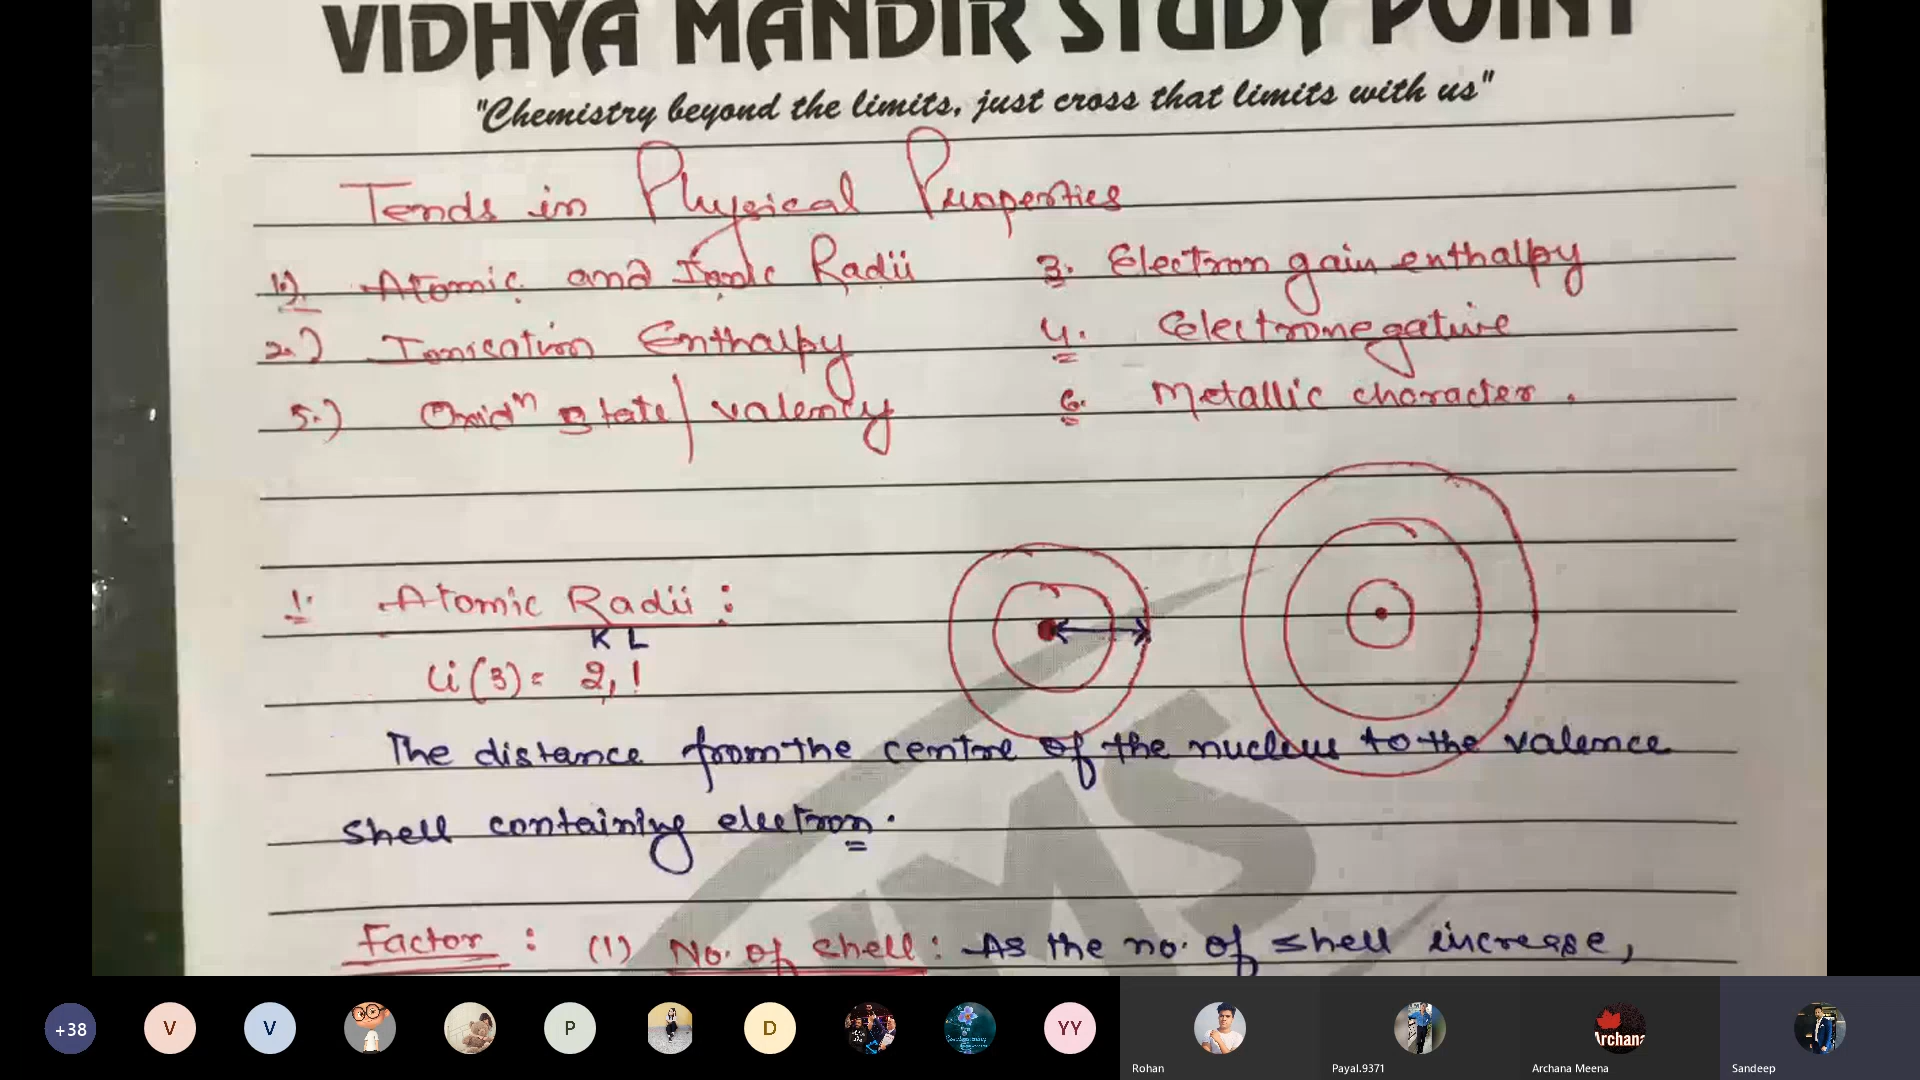 VIDHYA MANDIR STUDY POINT
"Chemistry beyond the limits, just cross that limits with us"
Tends in Physical Properties
1.) Atomic and Ionic Radii 3. Electron gain enthalpy
2.) Ionisation Enthalpy 4. Electronegative
5.) Oxidⁿ state/valency 6. Metallic character.
1. Atomic Radii :
K L
Li(3) = 2, 1
The distance from the centre of the nucleus to the valence
shell containing electron.
VMS
Factor : (1) No. of shell : As the no. of shell increase,
+38 V V P D YY
Rohan Payal.9371 Archana Meena Sandeep
Archana